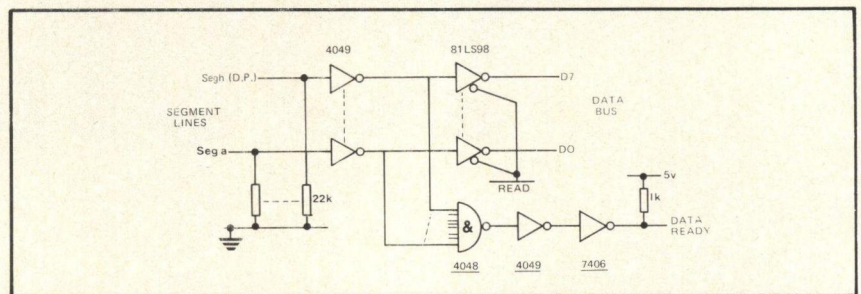 4049
81LS98
Segh (D.P.)
D7
SEGMENT
LINES
DATA
BUS
Seg a
D0
READ
5v
22k
1k
&
DATA
READY
4048
4049
7406